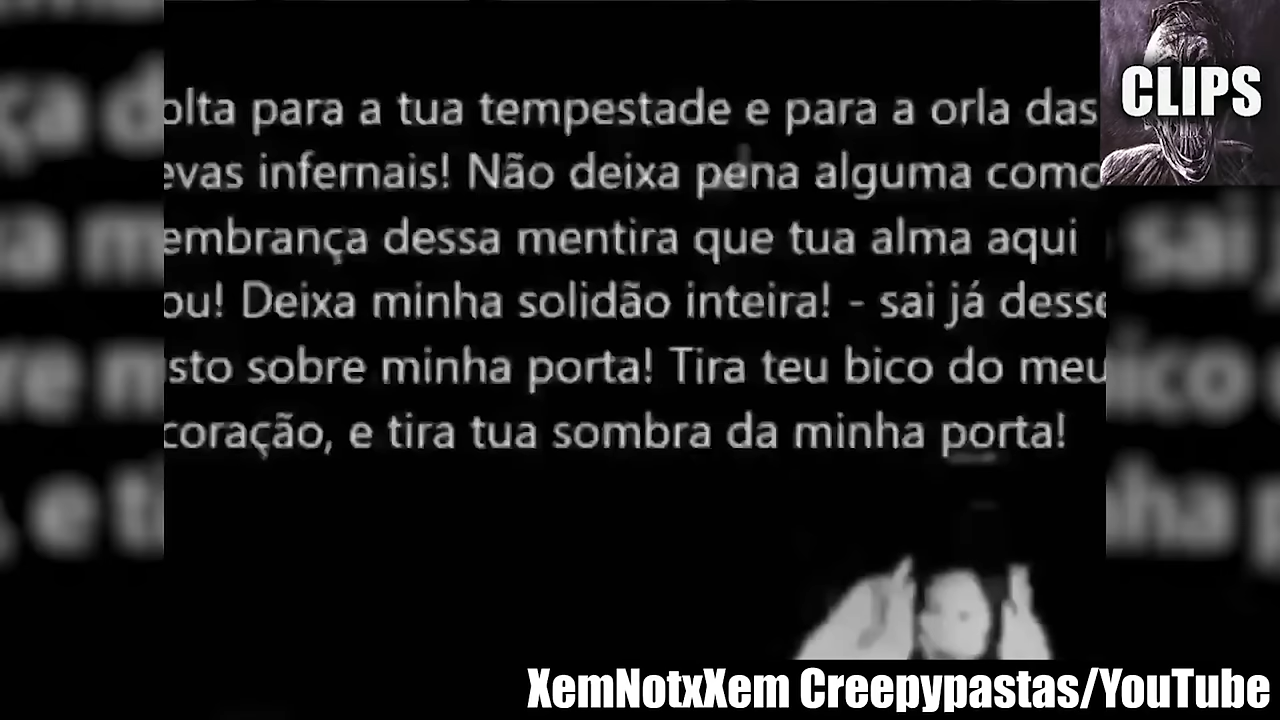 CLIPS
olta para a tua tempestade e para a orla das
evas infernais! Não deixa pena alguma como
embrança dessa mentira que tua alma aqui
ou! Deixa minha solidão inteira! - sai já desse
sto sobre minha porta! Tira teu bico do meu
coração, e tira tua sombra da minha porta!
XemNotxXem Creepypastas/YouTube